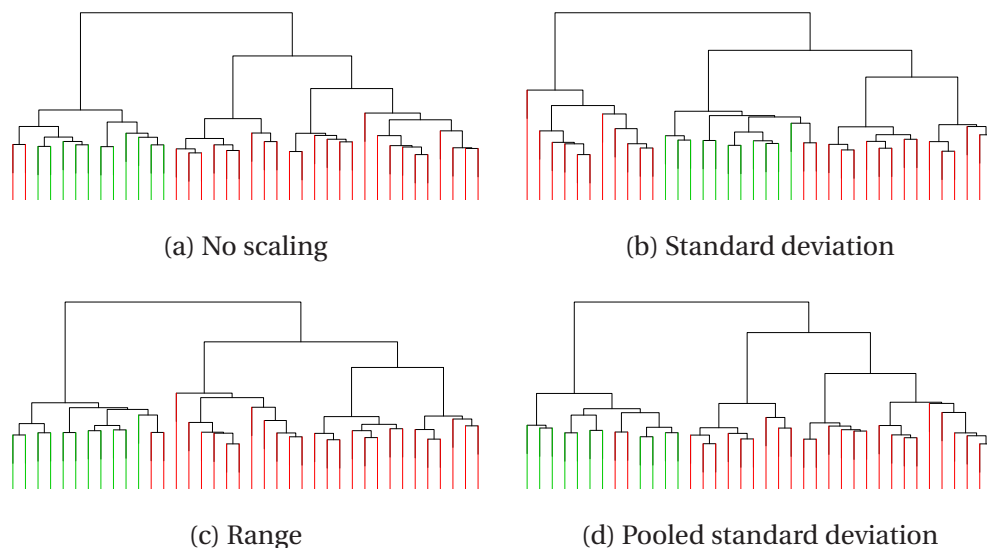 (a) No scaling
(b) Standard deviation
(c) Range
(d) Pooled standard deviation